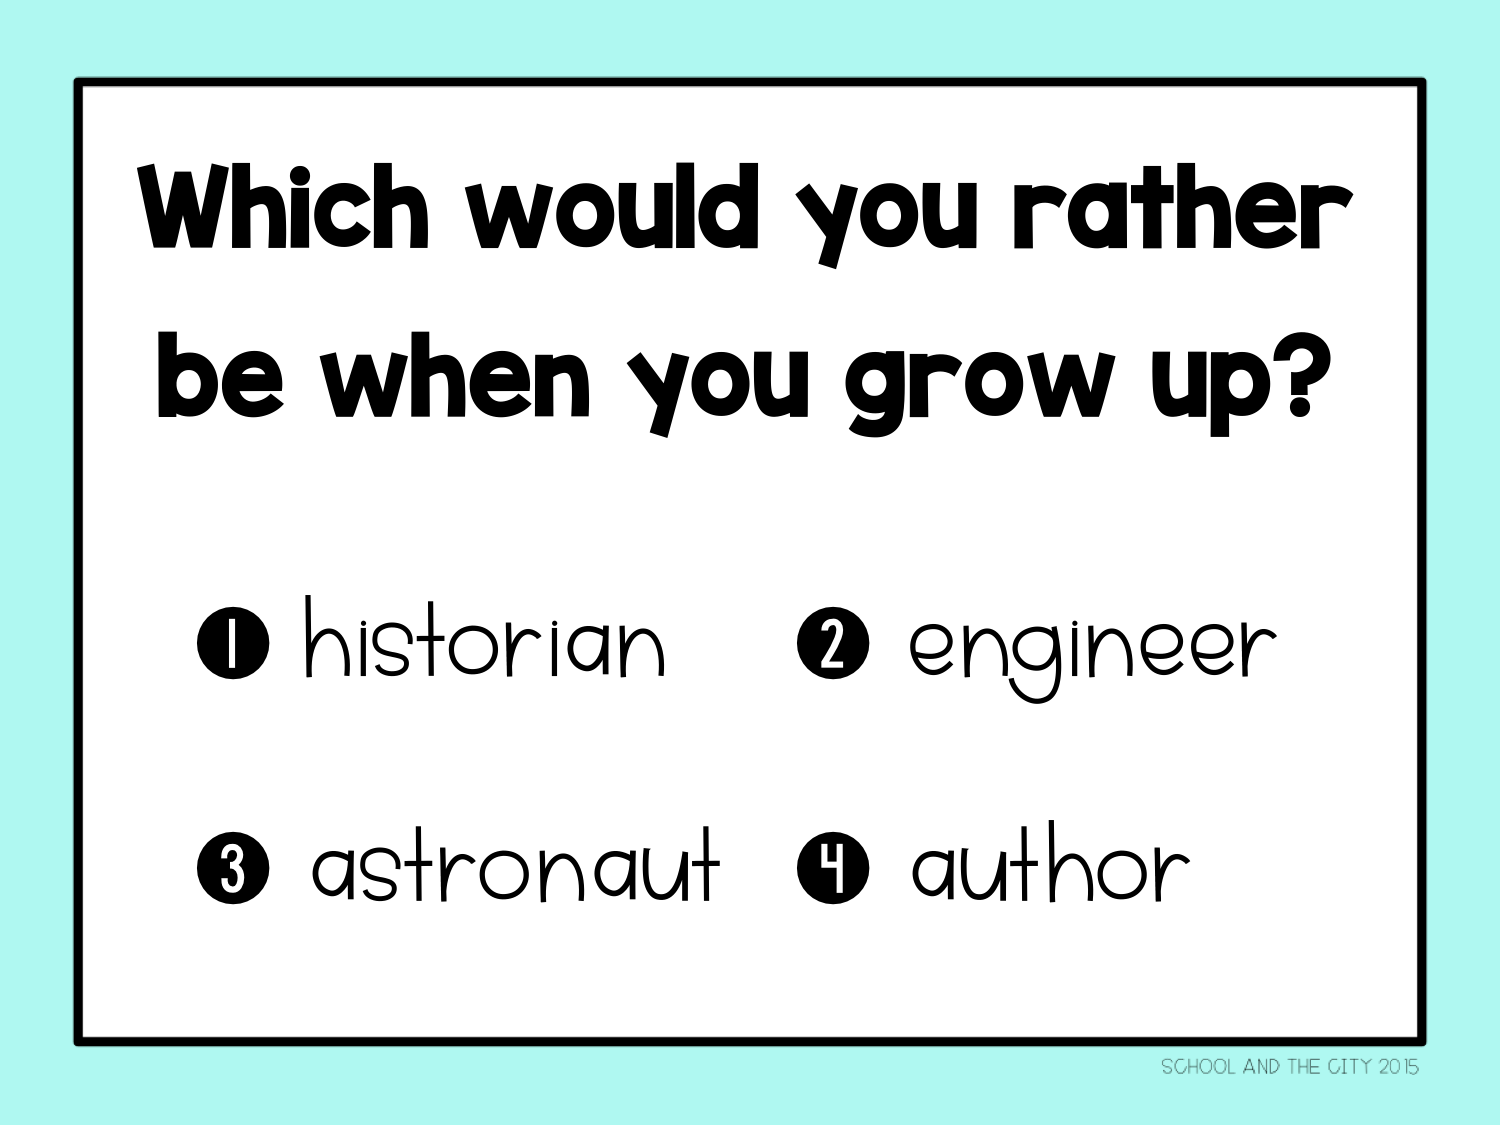 Which would you rather
be when you grow up?
1 historian 2 engineer
3 astronaut 4 author
SCHOOL AND THE CITY 2015